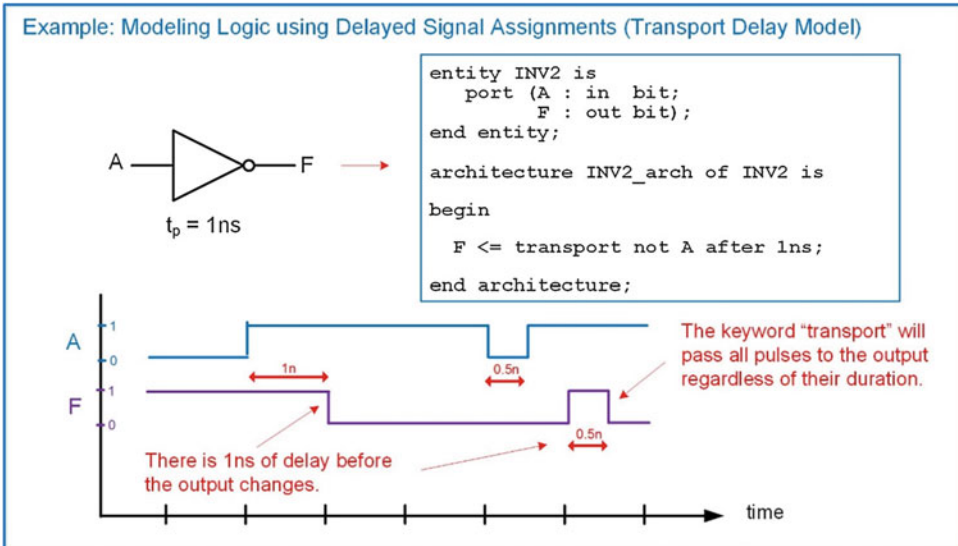 Example: Modeling Logic using Delayed Signal Assignments (Transport Delay Model)
entity INV2 is
port (A : in bit;
F : out bit);
end entity;
architecture INV2_arch of INV2 is
begin
F <= transport not A after 1ns;
end architecture;
A
F
tp = 1ns
A
1
0
1n
0.5n
The keyword “transport” will
pass all pulses to the output
regardless of their duration.
F
1
0
0.5n
There is 1ns of delay before
the output changes.
time